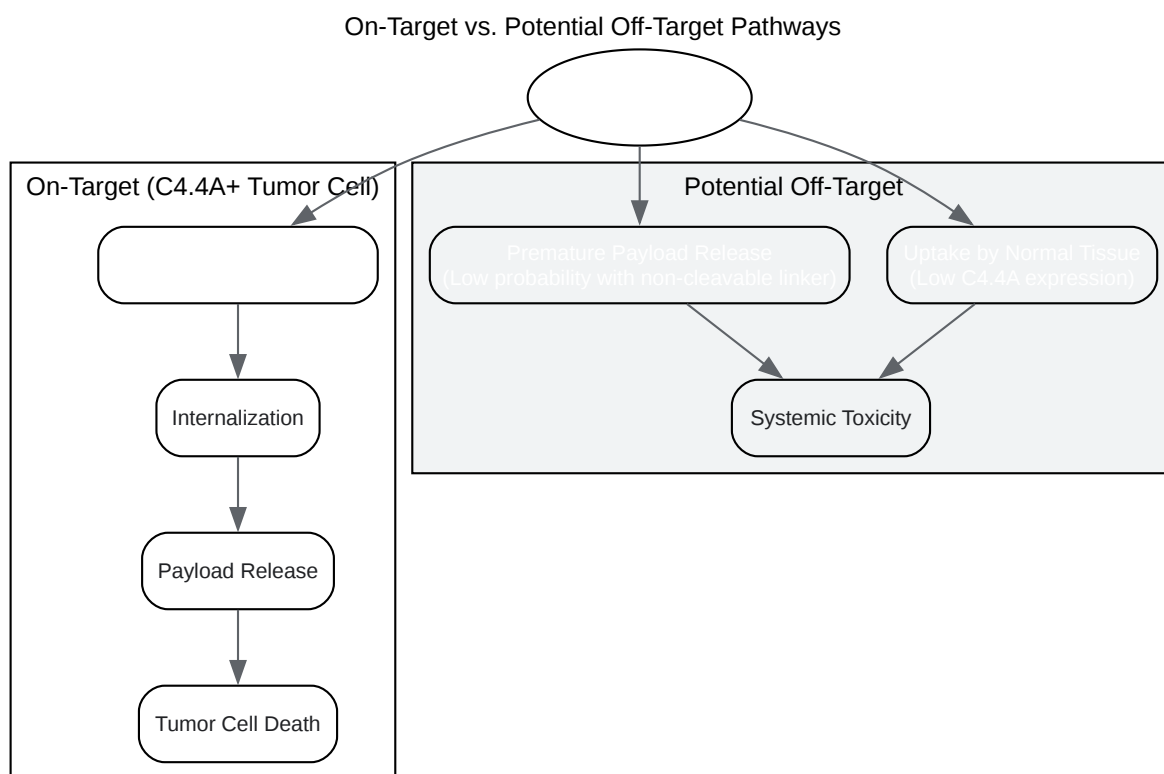 On-Target vs. Potential Off-Target Pathways
On-Target (C4.4A+ Tumor Cell)
Internalization
Payload Release
Tumor Cell Death
Potential Off-Target
Premature Payload Release
(Low probability with non-cleavable linker)
Uptake by Normal Tissue
(Low C4.4A expression)
Systemic Toxicity